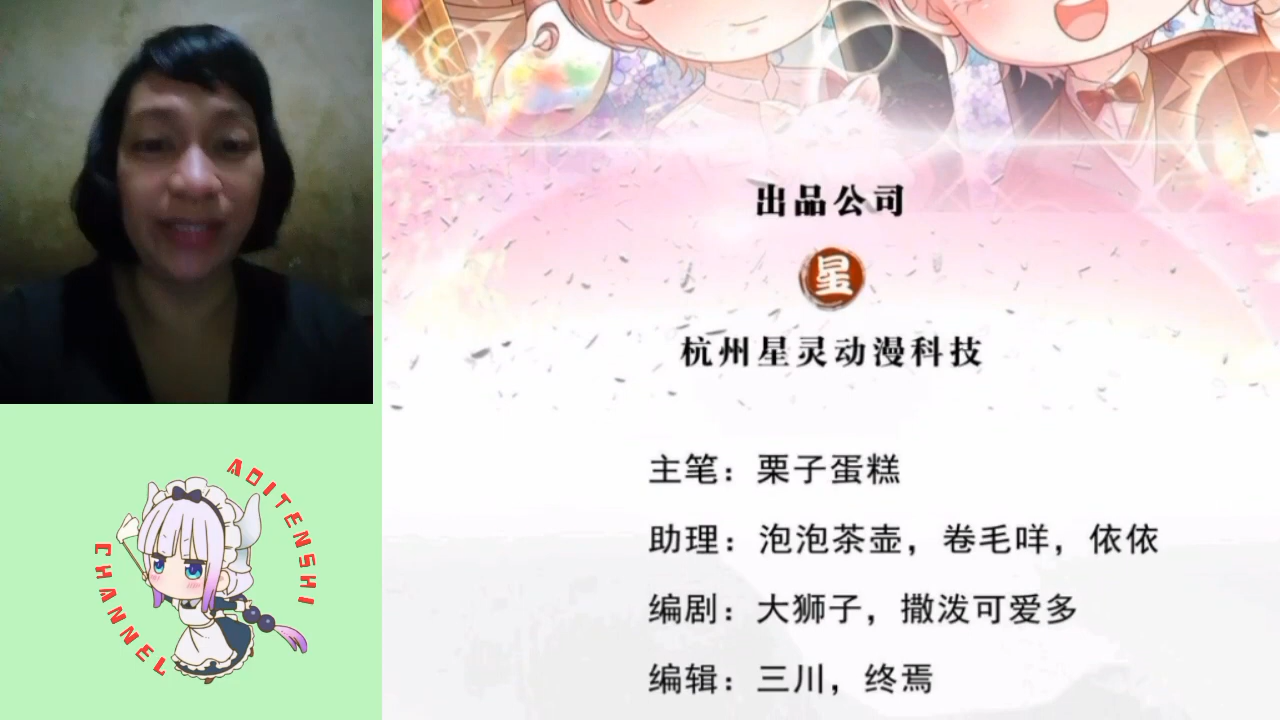 ADITENSHI
CHANNEL
出品公司
星
杭州星灵动漫科技
主笔：栗子蛋糕
助理：泡泡茶壶，卷毛咩，依依
编剧：大狮子，撒泼可爱多
编辑：三川，终焉